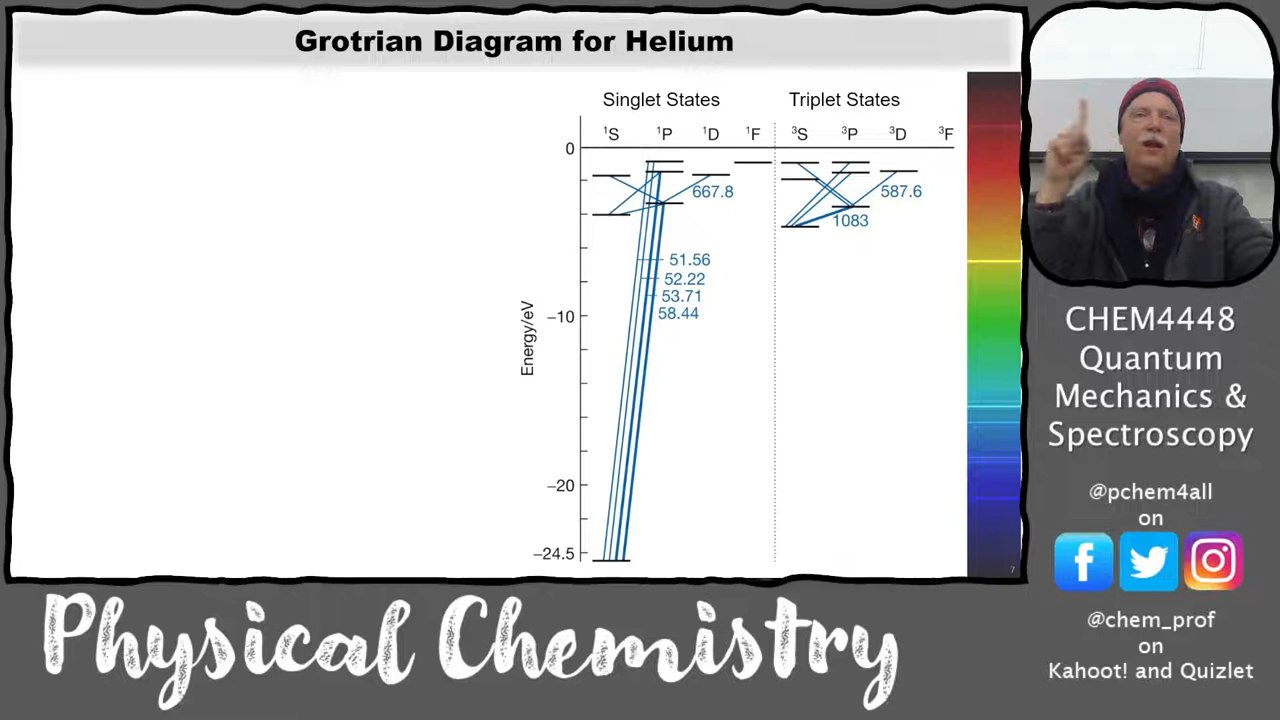 Grotrian Diagram for Helium
Singlet States
Triplet States
¹S ¹P ¹D ¹F
³S ³P ³D ³F
0
667.8
587.6
1083
51.56
52.22
53.71
58.44
Energy/eV
–10
–20
–24.5
7
CHEM4448
Quantum
Mechanics &
Spectroscopy
@pchem4all
on
@chem_prof
on
Kahoot! and Quizlet
Physical Chemistry